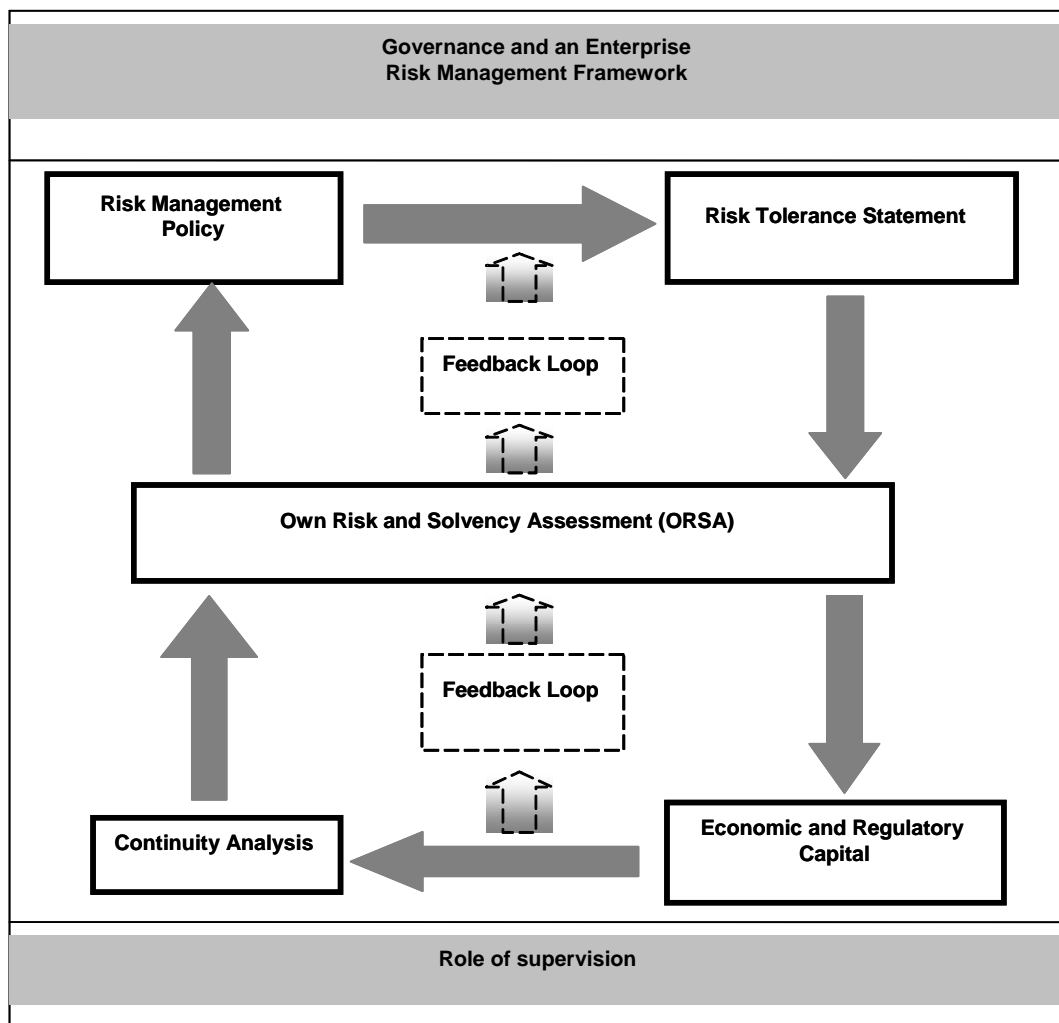 Governance and an Enterprise
Risk Management Framework
Risk Management
Policy
Risk Tolerance Statement
Feedback Loop
Own Risk and Solvency Assessment (ORSA)
Feedback Loop
Continuity Analysis
Economic and Regulatory
Capital
Role of supervision